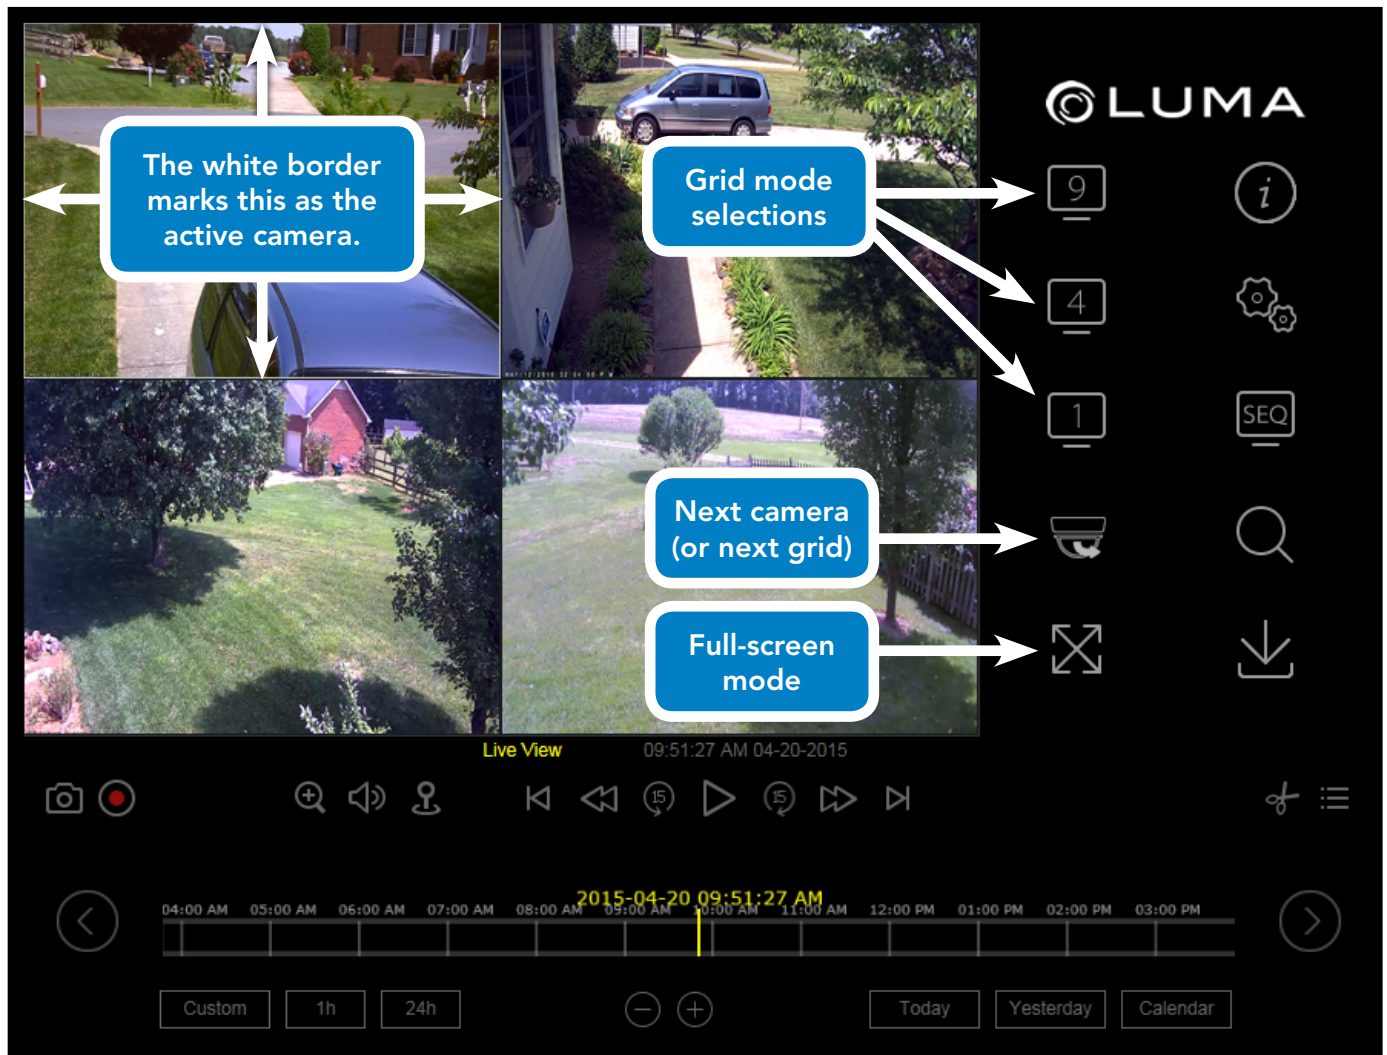 LUMA
The white border
marks this as the
active camera.
Grid mode
selections
9
i
4
1
SEQ
Next camera
(or next grid)
Full-screen
mode
Live View 09:51:27 AM 04-20-2015
15 15
2015-04-20 09:51:27 AM
04:00 AM 05:00 AM 06:00 AM 07:00 AM 08:00 AM 09:00 AM 10:00 AM 11:00 AM 12:00 PM 01:00 PM 02:00 PM 03:00 PM
Custom 1h 24h Today Yesterday Calendar